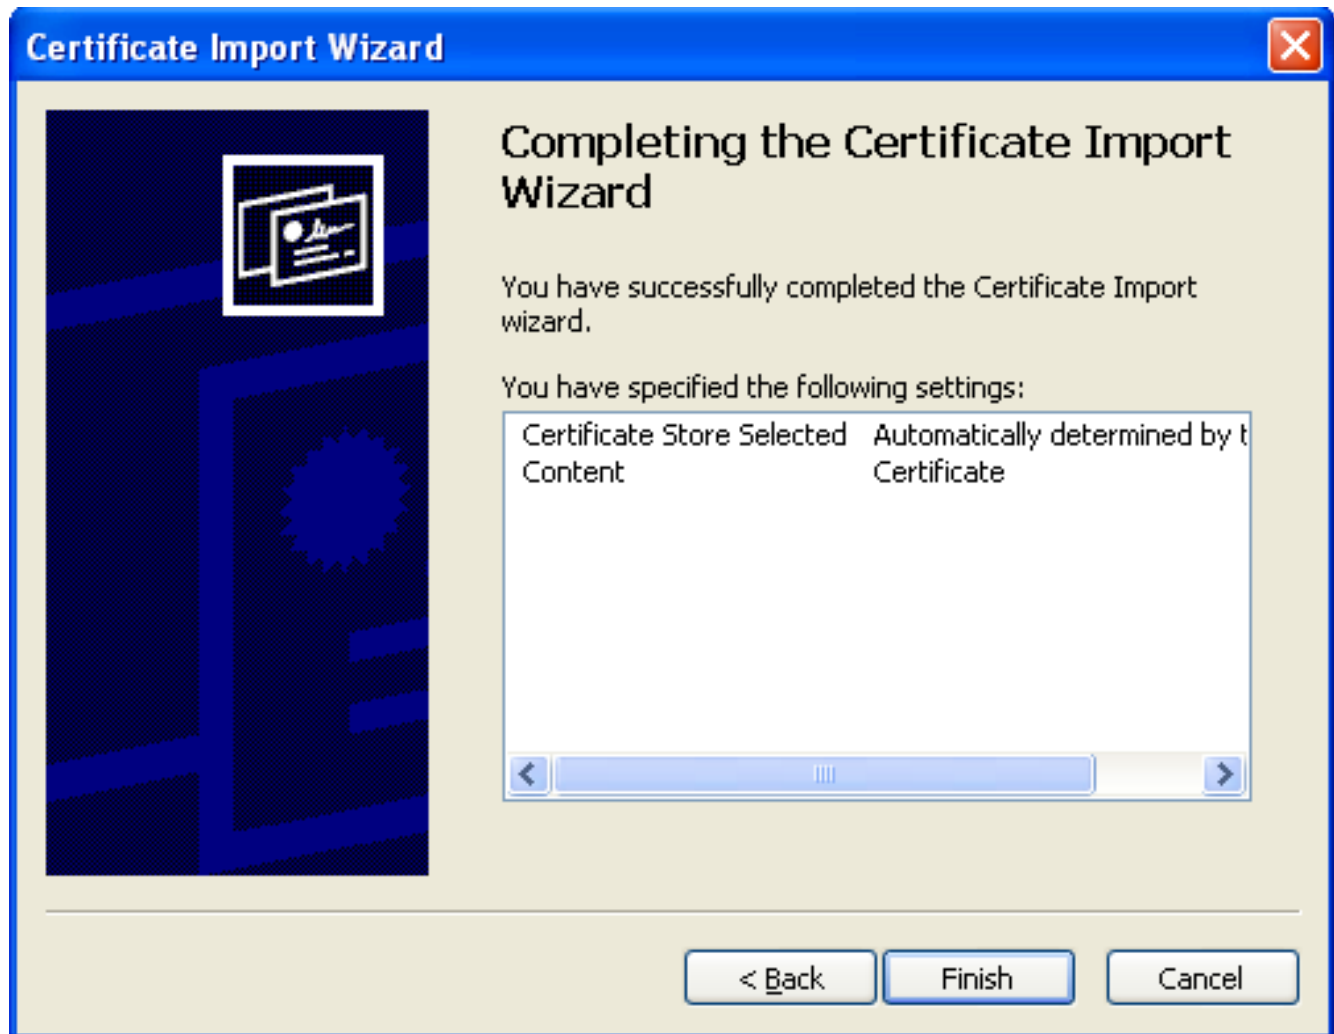 Certificate Import Wizard
Completing the Certificate Import
Wizard
You have successfully completed the Certificate Import
wizard.
You have specified the following settings:
Certificate Store Selected Automatically determined by t
Content Certificate
< Back Finish Cancel